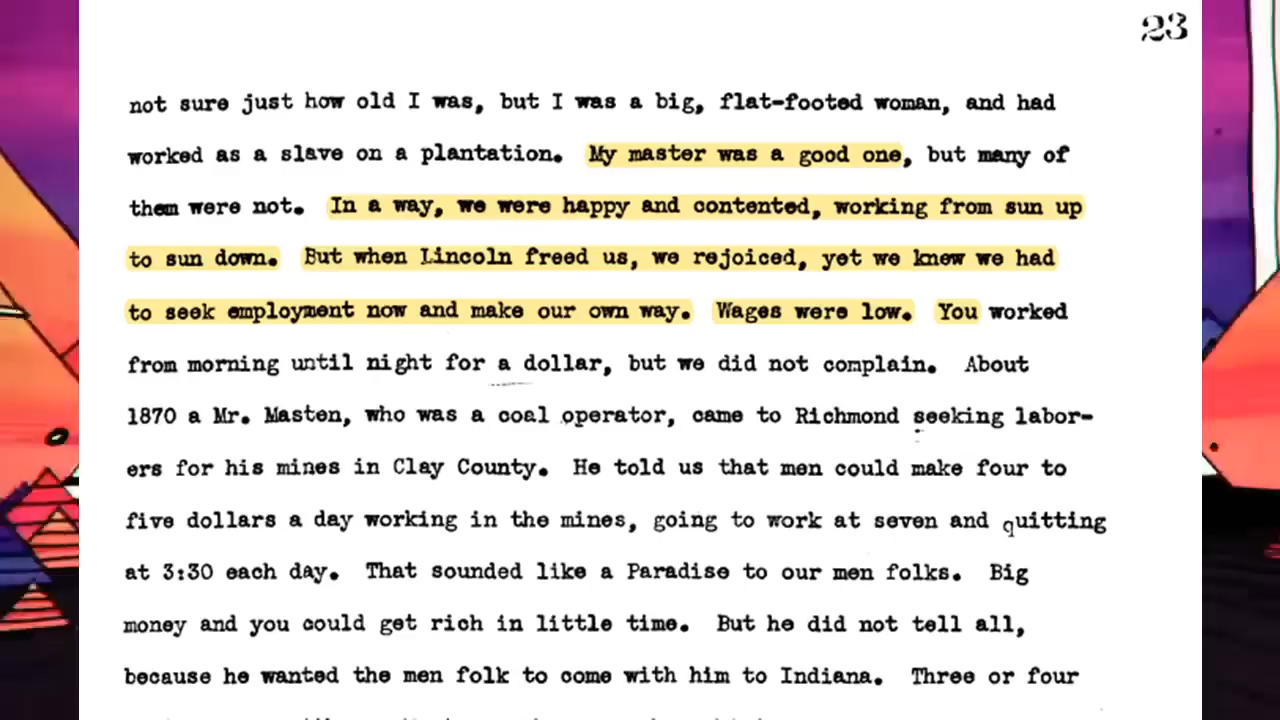 23
not sure just how old I was, but I was a big, flat-footed woman, and had
worked as a slave on a plantation. My master was a good one, but many of
them were not. In a way, we were happy and contented, working from sun up
to sun down. But when Lincoln freed us, we rejoiced, yet we knew we had
to seek employment now and make our own way. Wages were low. You worked
from morning until night for a dollar, but we did not complain. About
1870 a Mr. Masten, who was a coal operator, came to Richmond seeking labor-
ers for his mines in Clay County. He told us that men could make four to
five dollars a day working in the mines, going to work at seven and quitting
at 3:30 each day. That sounded like a Paradise to our men folks. Big
money and you could get rich in little time. But he did not tell all,
because he wanted the men folk to come with him to Indiana. Three or four